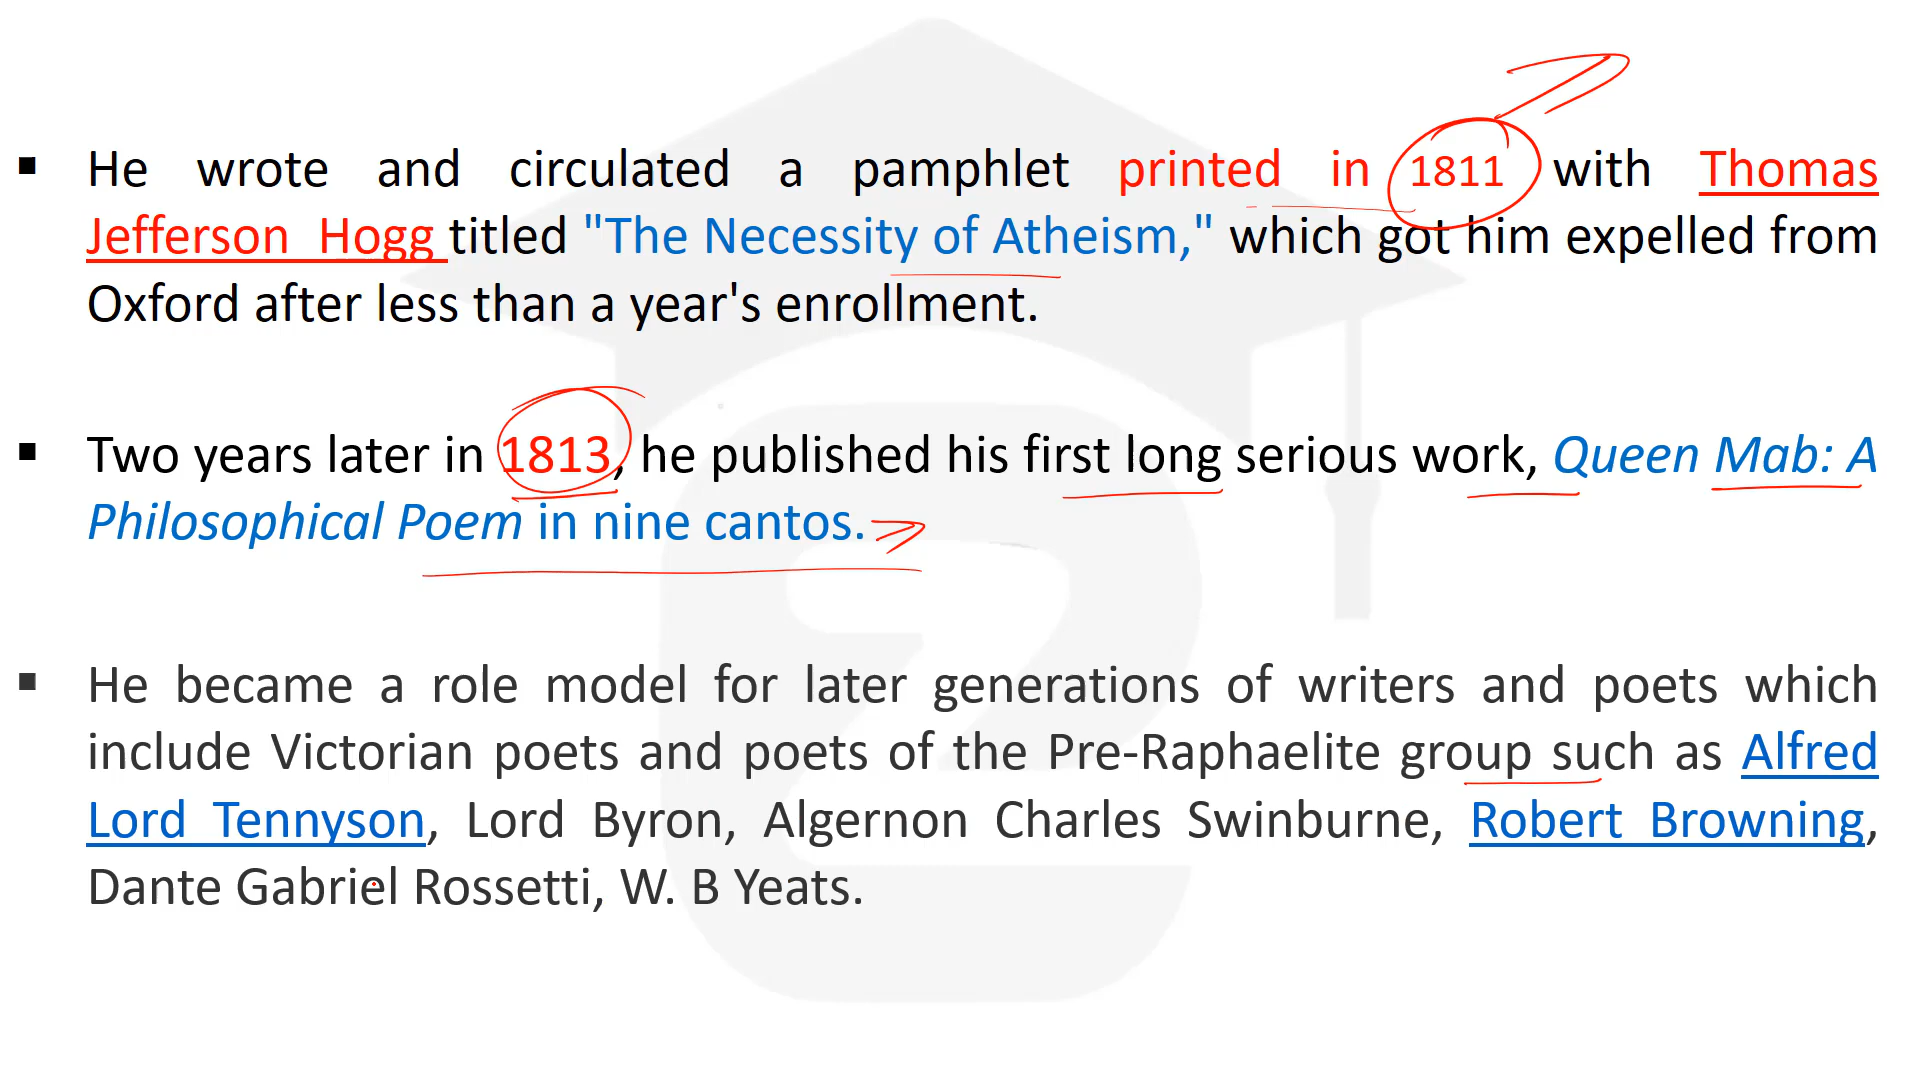 ▪ He wrote and circulated a pamphlet printed in 1811 with Thomas
Jefferson Hogg titled "The Necessity of Atheism," which got him expelled from
Oxford after less than a year's enrollment.
▪ Two years later in 1813, he published his first long serious work, Queen Mab: A
Philosophical Poem in nine cantos.
▪ He became a role model for later generations of writers and poets which
include Victorian poets and poets of the Pre-Raphaelite group such as Alfred
Lord Tennyson, Lord Byron, Algernon Charles Swinburne, Robert Browning,
Dante Gabriel Rossetti, W. B Yeats.